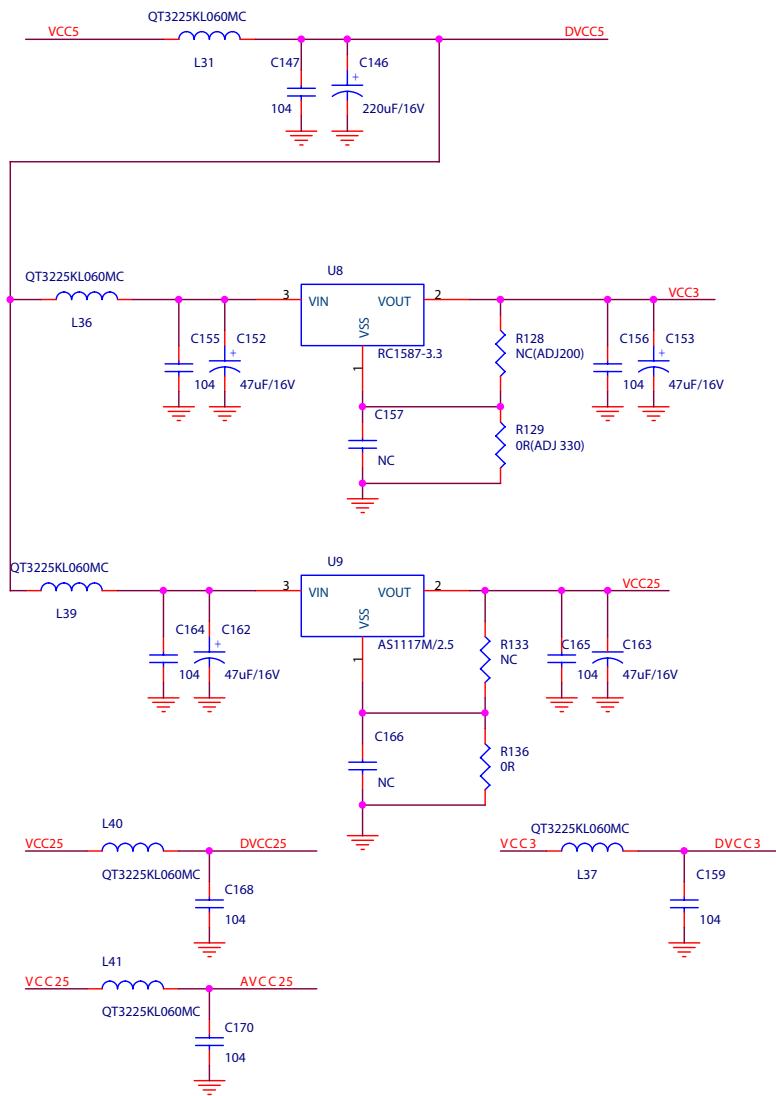 QT3225KL060MC
VCC5
DVCC5
L31
C147
C146
+
104
220uF/16V
QT3225KL060MC
L36
U8
3
VIN
VOUT
2
VSS
1
RC1587-3.3
VCC3
C155
C152
+
104
47uF/16V
R128
NC(ADJ200)
C156
C153
+
104
47uF/16V
C157
NC
R129
0R(ADJ 330)
QT3225KL060MC
L39
U9
3
VIN
VOUT
2
VSS
1
AS1117M/2.5
VCC25
C164
C162
+
104
47uF/16V
R133
NC
C165
C163
104
47uF/16V
C166
NC
R136
0R
L40
VCC25
DVCC25
QT3225KL060MC
C168
104
QT3225KL060MC
VCC3
DVCC3
L37
C159
104
L41
VCC25
AVCC25
QT3225KL060MC
C170
104